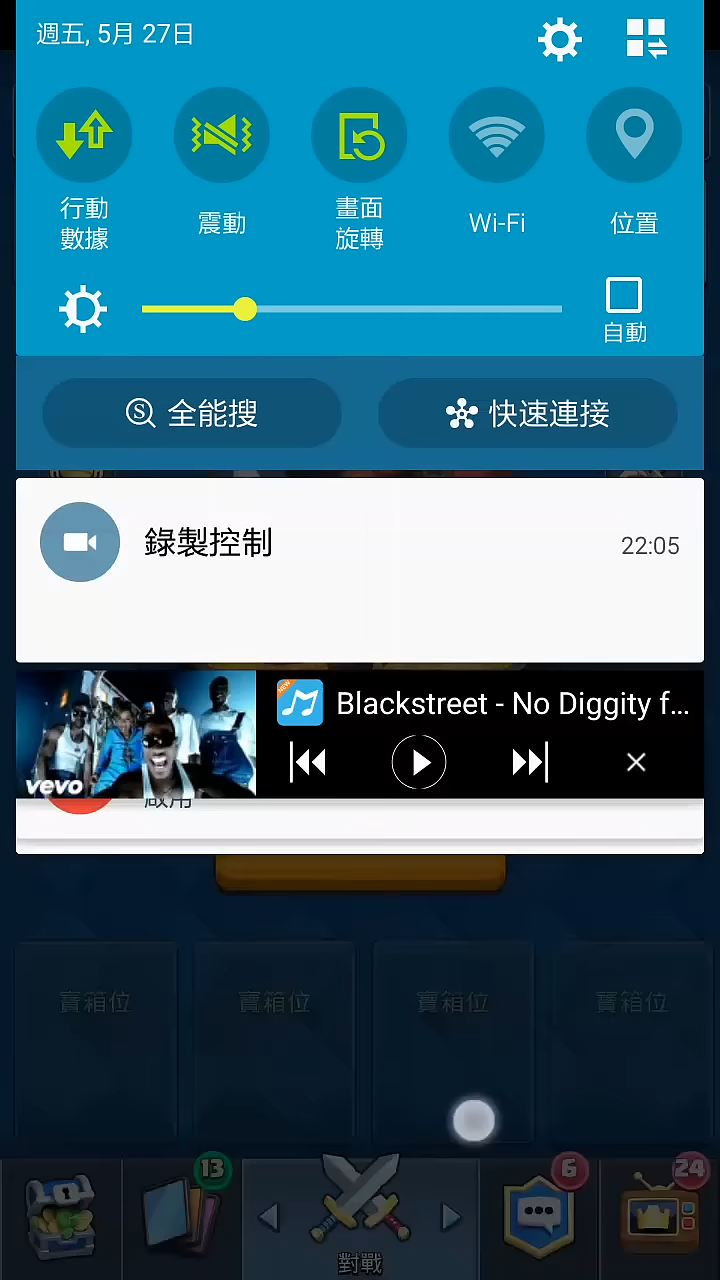 週五, 5月 27日
行動
數據
震動
畫面
旋轉
Wi-Fi
位置
自動
S 全能搜
快速連接
錄製控制
22:05
NEW
Blackstreet - No Diggity f...
vevo
啟用
寶箱位
寶箱位
寶箱位
寶箱位
13
6
24
對戰